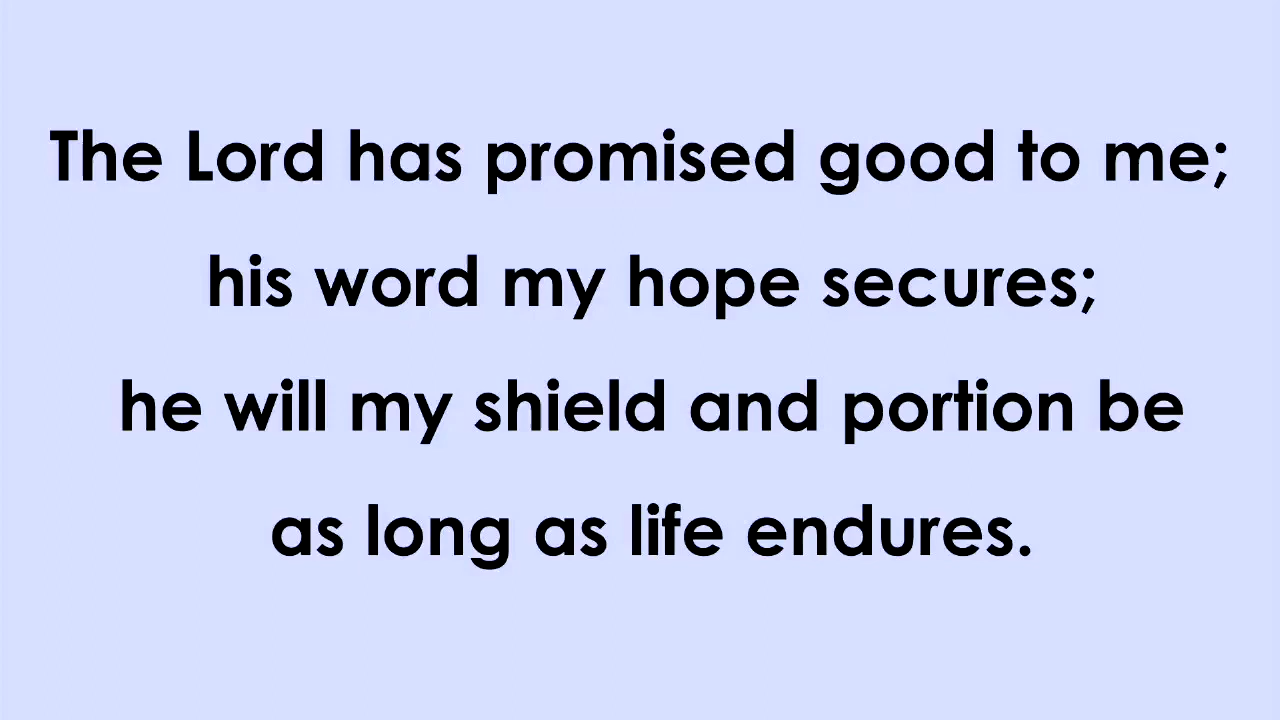 The Lord has promised good to me;
his word my hope secures;
he will my shield and portion be
as long as life endures.